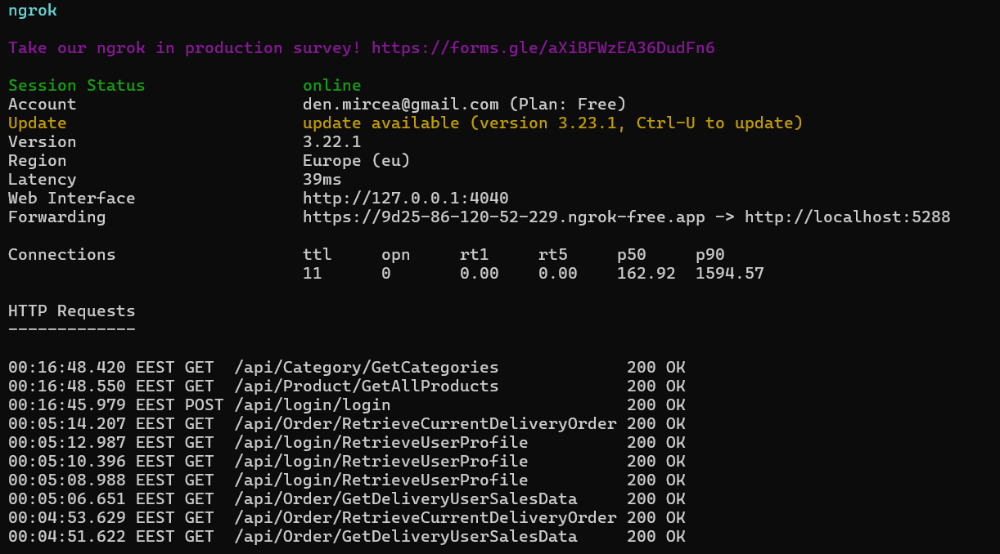 ngrok
Take our ngrok in production survey! https://forms.gle/aXiBFWzEA36DudFn6
Session Status online
Account den.mircea@gmail.com (Plan: Free)
Update update available (version 3.23.1, Ctrl-U to update)
Version 3.22.1
Region Europe (eu)
Latency 39ms
Web Interface http://127.0.0.1:4040
Forwarding https://9d25-86-120-52-229.ngrok-free.app -> http://localhost:5288
Connections ttl opn rt1 rt5 p50 p90
11 0 0.00 0.00 162.92 1594.57
HTTP Requests
-------------
00:16:48.420 EEST GET /api/Category/GetCategories 200 OK
00:16:48.550 EEST GET /api/Product/GetAllProducts 200 OK
00:16:45.979 EEST POST /api/login/login 200 OK
00:05:14.207 EEST GET /api/Order/RetrieveCurrentDeliveryOrder 200 OK
00:05:12.987 EEST GET /api/login/RetrieveUserProfile 200 OK
00:05:10.396 EEST GET /api/login/RetrieveUserProfile 200 OK
00:05:08.988 EEST GET /api/login/RetrieveUserProfile 200 OK
00:05:06.651 EEST GET /api/Order/GetDeliveryUserSalesData 200 OK
00:04:53.629 EEST GET /api/Order/RetrieveCurrentDeliveryOrder 200 OK
00:04:51.622 EEST GET /api/Order/GetDeliveryUserSalesData 200 OK